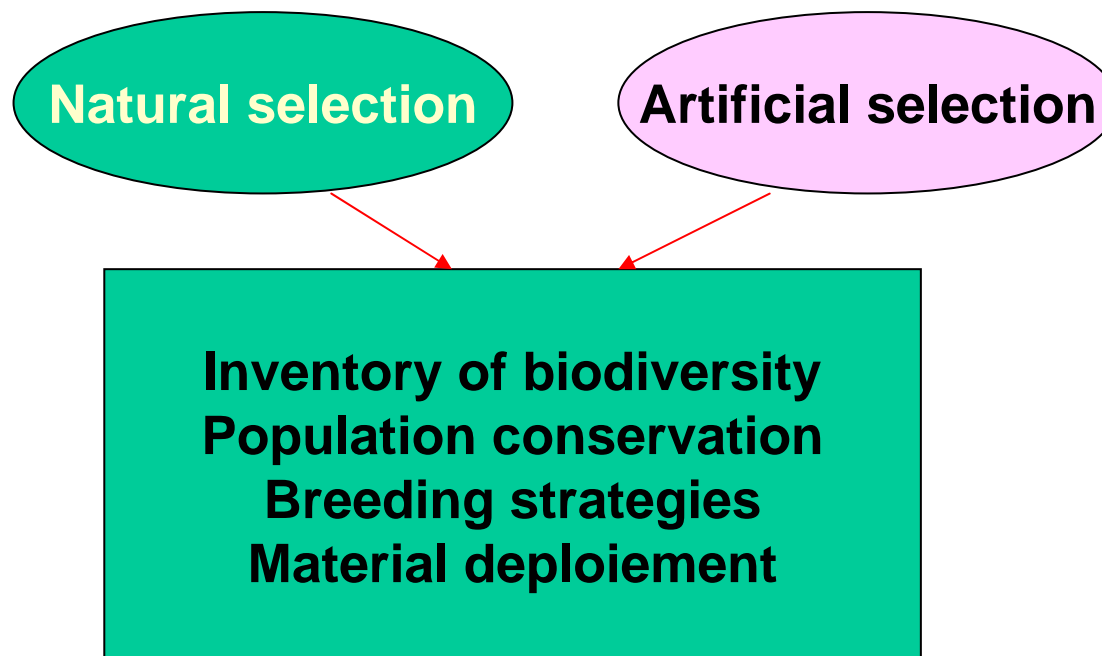 Natural selection
Artificial selection
Inventory of biodiversity
Population conservation
Breeding strategies
Material deploiement